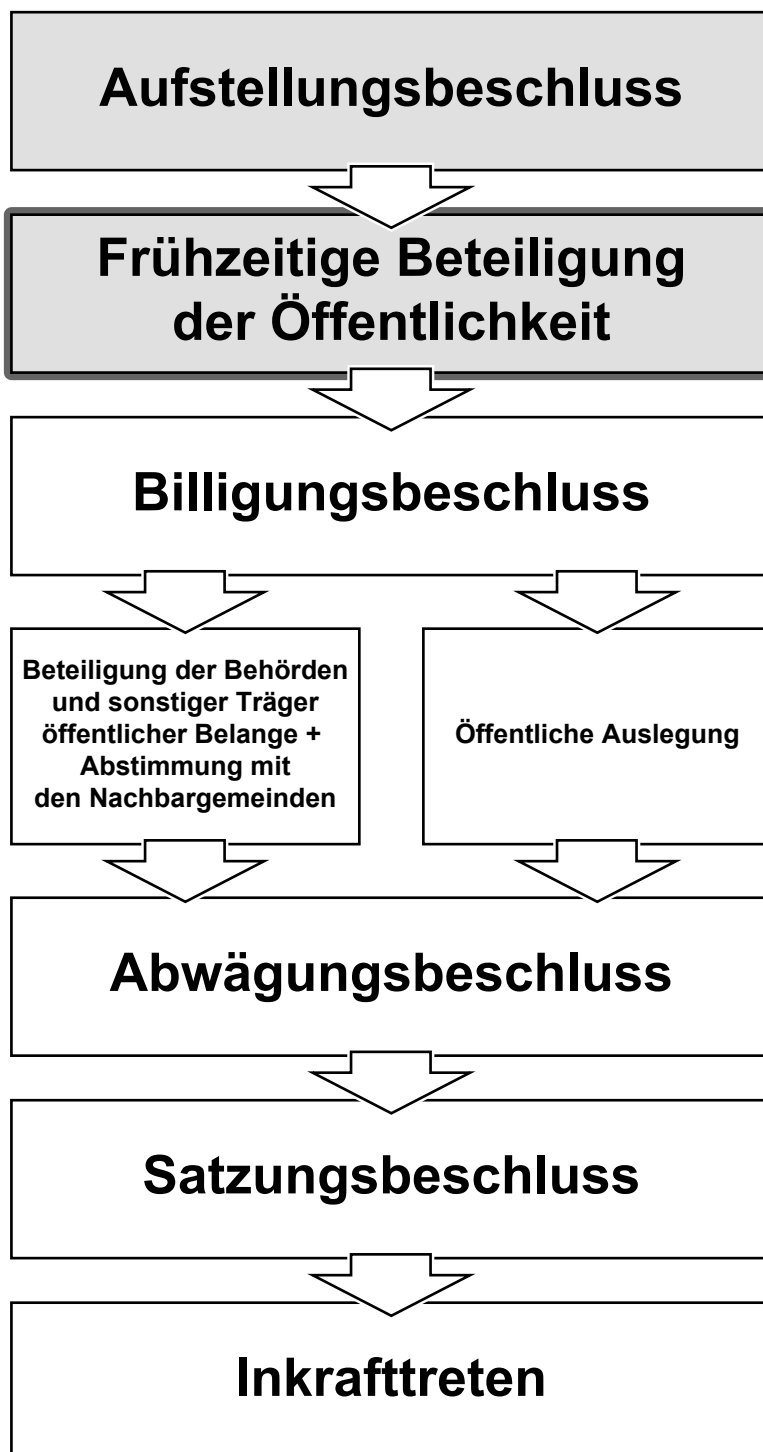 Aufstellungsbeschluss
Frühzeitige Beteiligung
der Öffentlichkeit
Billigungsbeschluss
Beteiligung der Behörden
und sonstiger Träger
öffentlicher Belange +
Abstimmung mit
den Nachbargemeinden
Öffentliche Auslegung
Abwägungsbeschluss
Satzungsbeschluss
Inkrafttreten